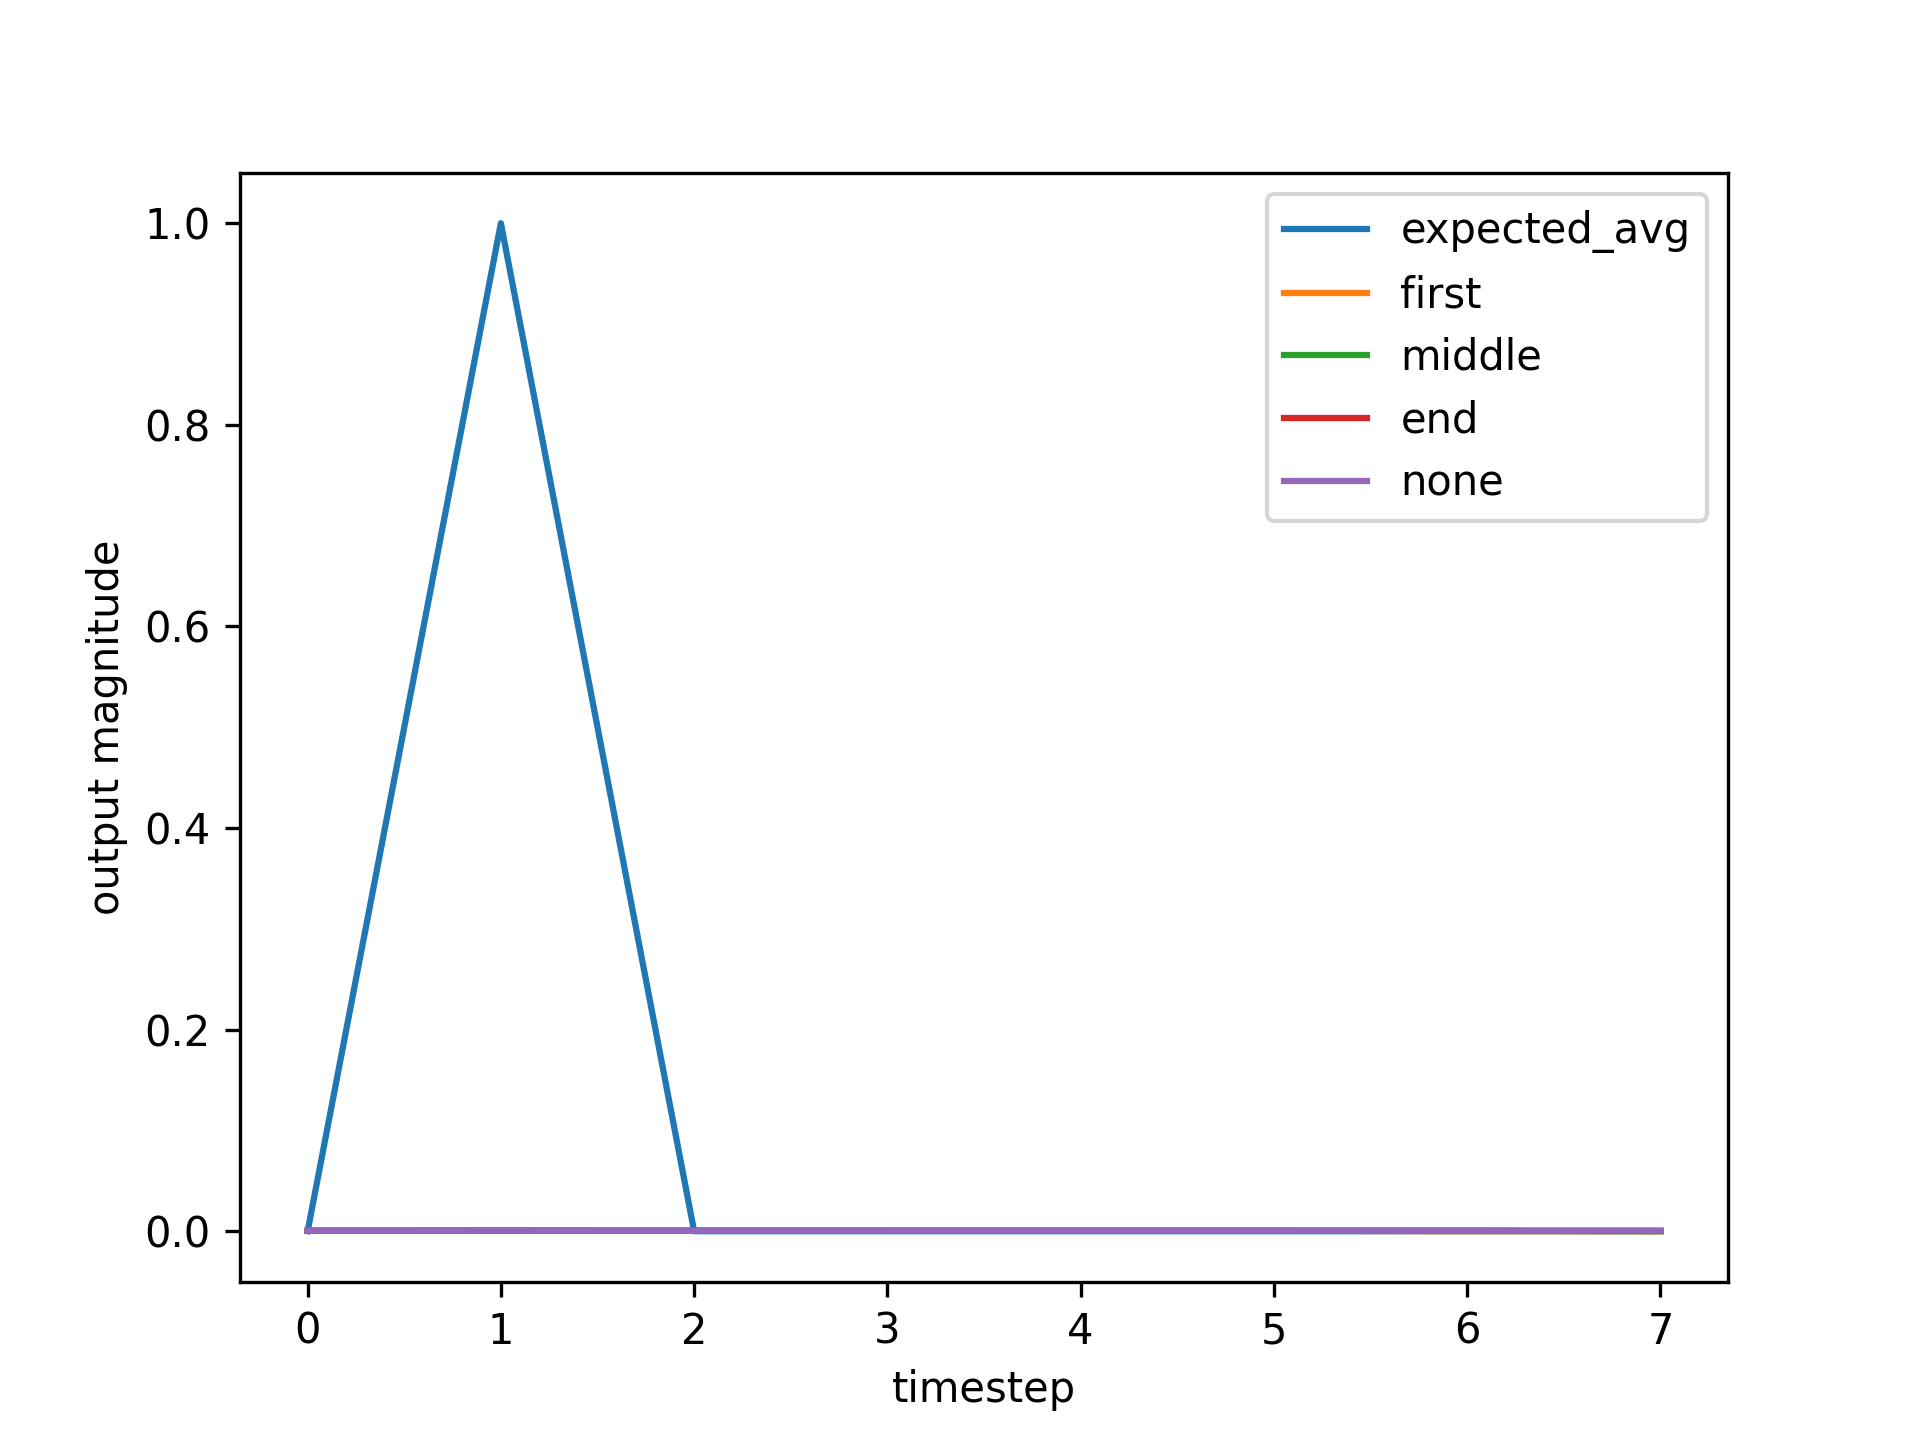 1.0
0.8
0.6
0.4
0.2
0.0
output magnitude
expected_avg
first
middle
end
none
0 1 2 3 4 5 6 7
timestep